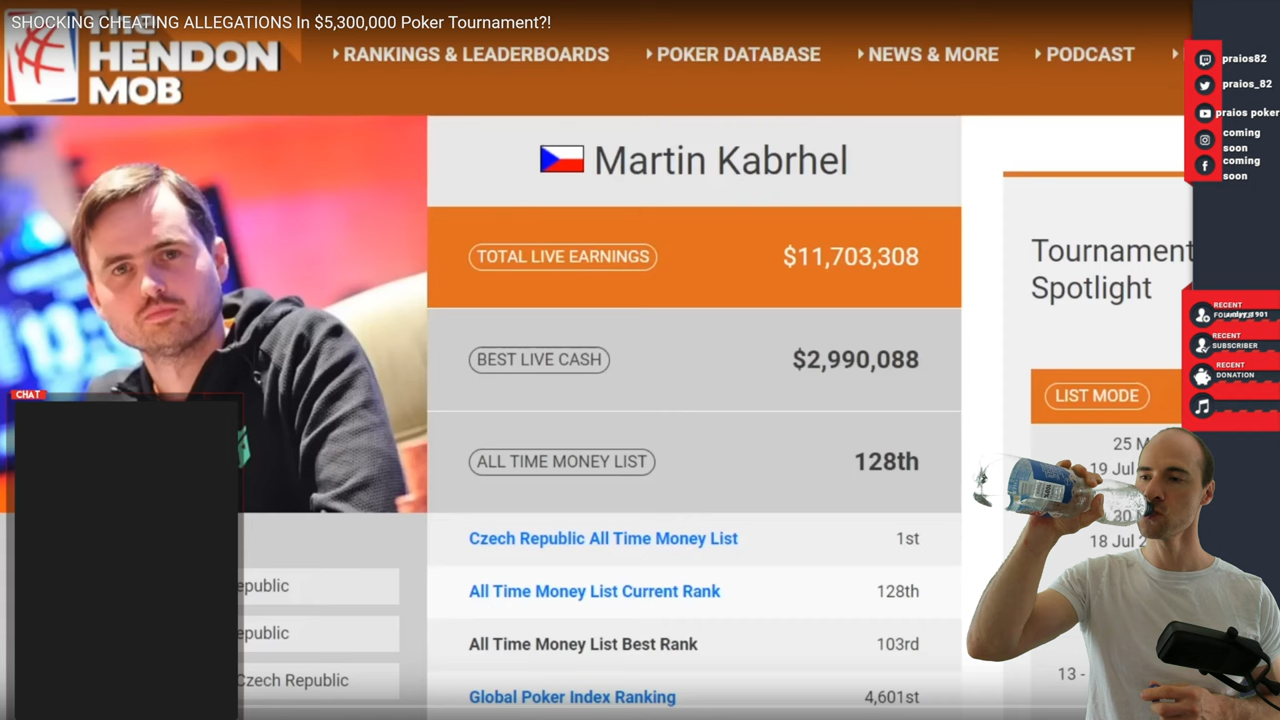 SHOCKING CHEATING ALLEGATIONS In $5,300,000 Poker Tournament?!
The
HENDON
MOB
RANKINGS & LEADERBOARDS
POKER DATABASE
NEWS & MORE
PODCAST
praios82
praios_82
praios poker
coming
soon
coming
soon
Martin Kabrhel
TOTAL LIVE EARNINGS
$11,703,308
BEST LIVE CASH
$2,990,088
ALL TIME MONEY LIST
128th
Czech Republic All Time Money List
1st
All Time Money List Current Rank
128th
All Time Money List Best Rank
103rd
Global Poker Index Ranking
4,601st
Tournament
Spotlight
LIST MODE
25 M
19 Jul
30 M
18 Jul 2
13 -
RECENT
RECENT
SUBSCRIBER
RECENT
DONATION
CHAT
epublic
epublic
Czech Republic